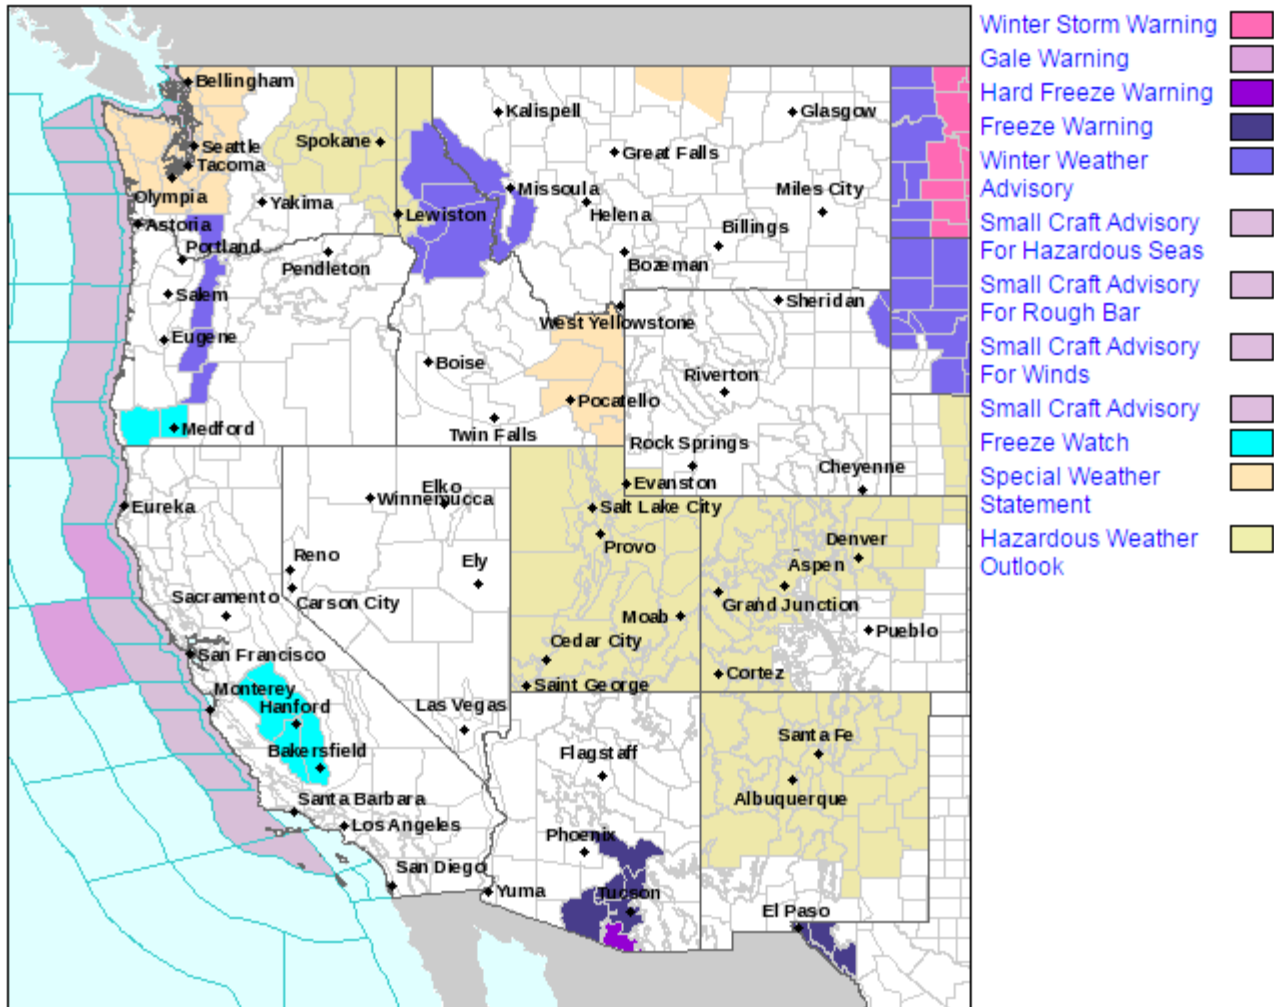 Winter Storm Warning
Gale Warning
Hard Freeze Warning
Freeze Warning
Winter Weather
Advisory
Small Craft Advisory
For Hazardous Seas
Small Craft Advisory
For Rough Bar
Small Craft Advisory
For Winds
Small Craft Advisory
Freeze Watch
Special Weather
Statement
Hazardous Weather
Outlook
Bellingham
Seattle
Tacoma
Olympia
Spokane
Yakima
Astoria
Portland
Pendleton
Lewiston
Salem
Eugene
Medford
Kalispell
Great Falls
Glasgow
Missoula
Helena
Miles City
Billings
Bozeman
West Yellowstone
Sheridan
Boise
Pocatello
Twin Falls
Riverton
Rock Springs
Evanston
Cheyenne
Eureka
Elko
Winnemucca
Reno
Carson City
Ely
Sacramento
San Francisco
Salt Lake City
Provo
Moab
Cedar City
Saint George
Denver
Aspen
Grand Junction
Pueblo
Cortez
Monterey
Hanford
Bakersfield
Las Vegas
Santa Barbara
Los Angeles
San Diego
Flagstaff
Phoenix
Yuma
Tucson
Santa Fe
Albuquerque
El Paso